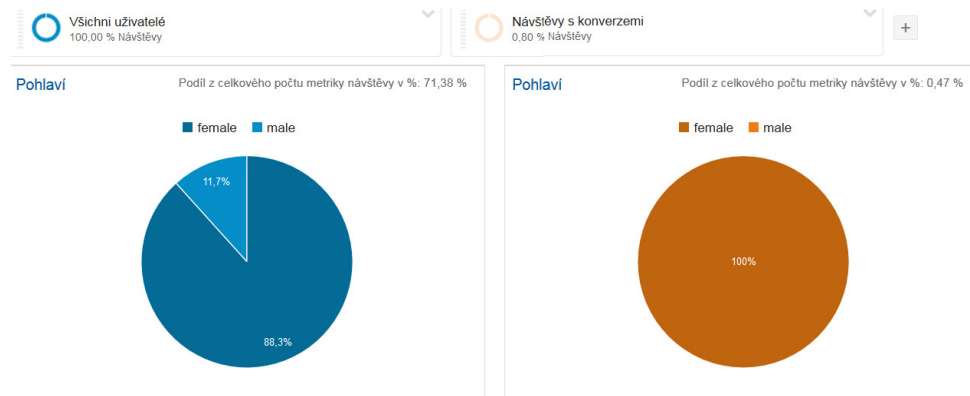 Všichni uživatelé
100,00 % Návštěvy
Návštěvy s konverzemi
0,80 % Návštěvy
+
Pohlaví
Podíl z celkového počtu metriky návštěvy v %: 71,38 %
female male
11,7%
88,3%
Pohlaví
Podíl z celkového počtu metriky návštěvy v %: 0,47 %
female male
100%